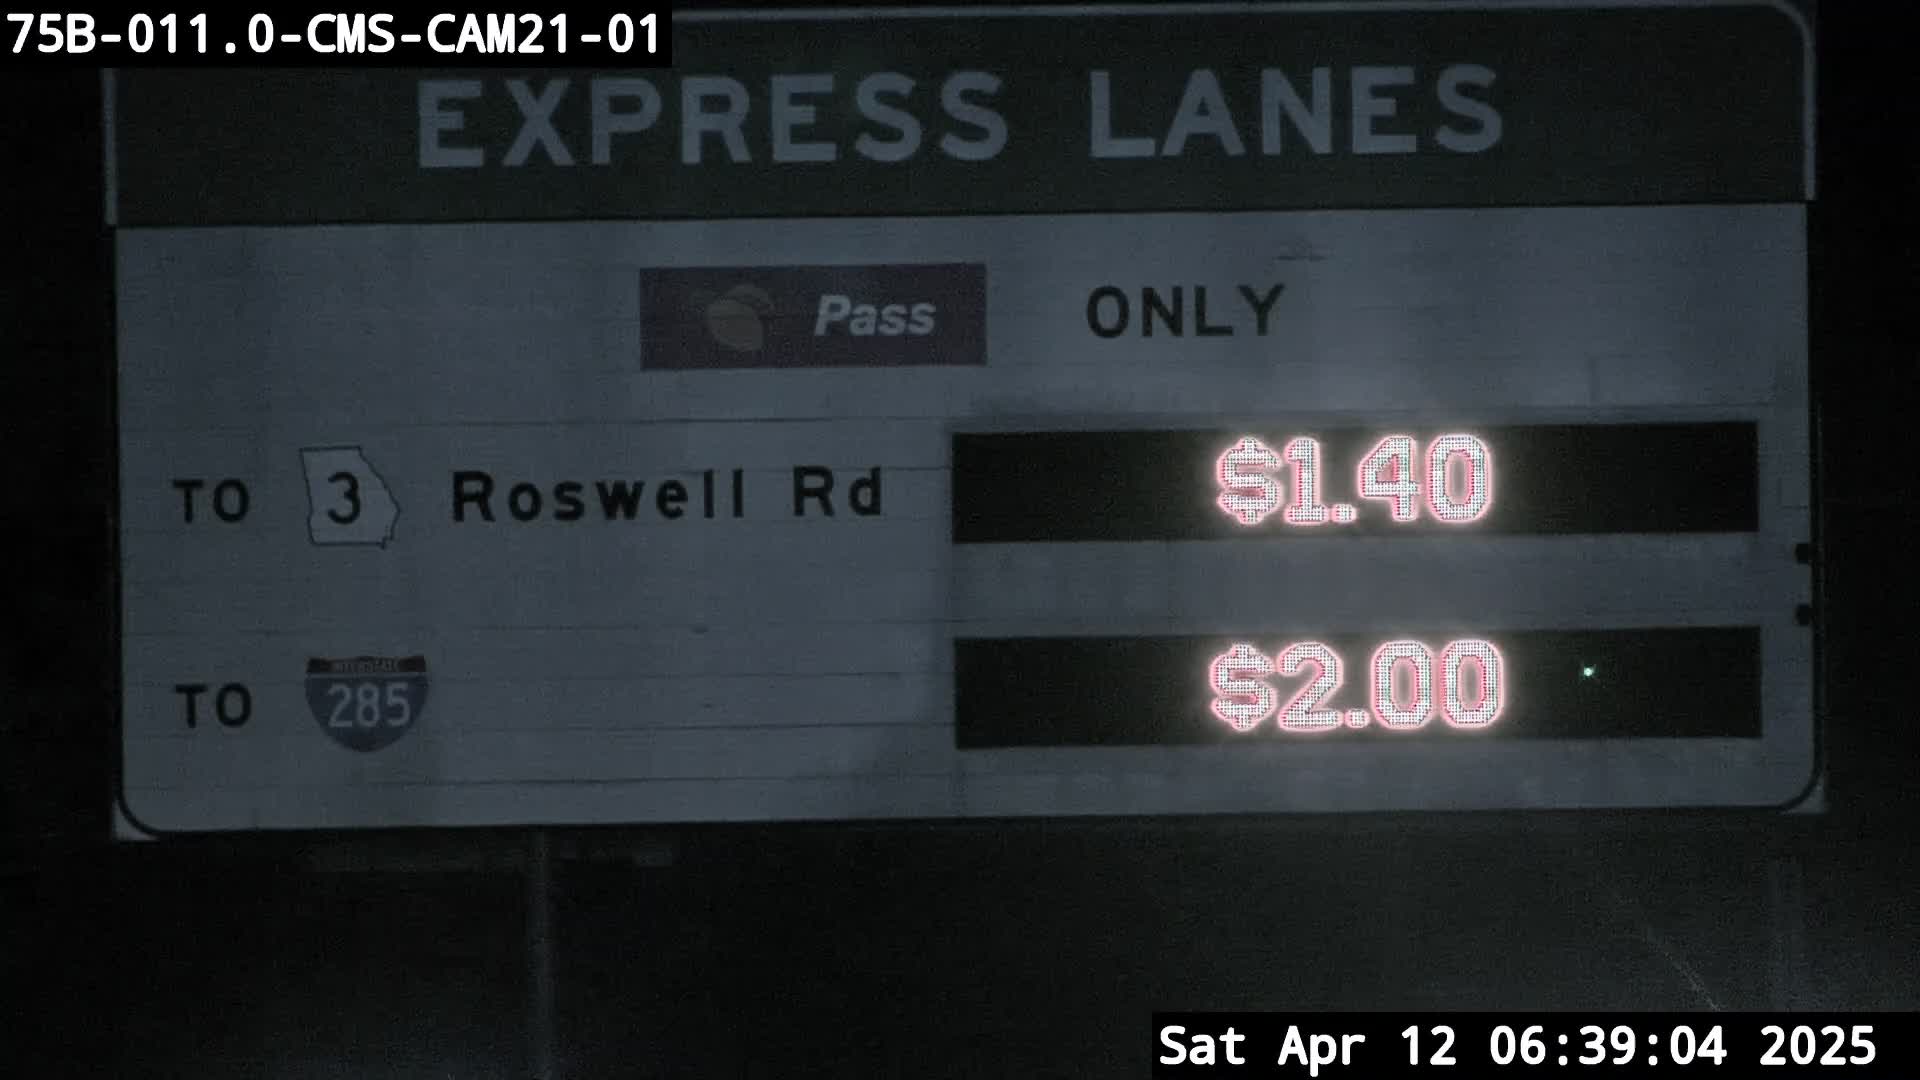 75B-011.0-CMS-CAM21-01
EXPRESS LANES
Pass ONLY
TO 3 Roswell Rd $1.40
INTERSTATE
TO 285 $2.00
Sat Apr 12 06:39:04 2025